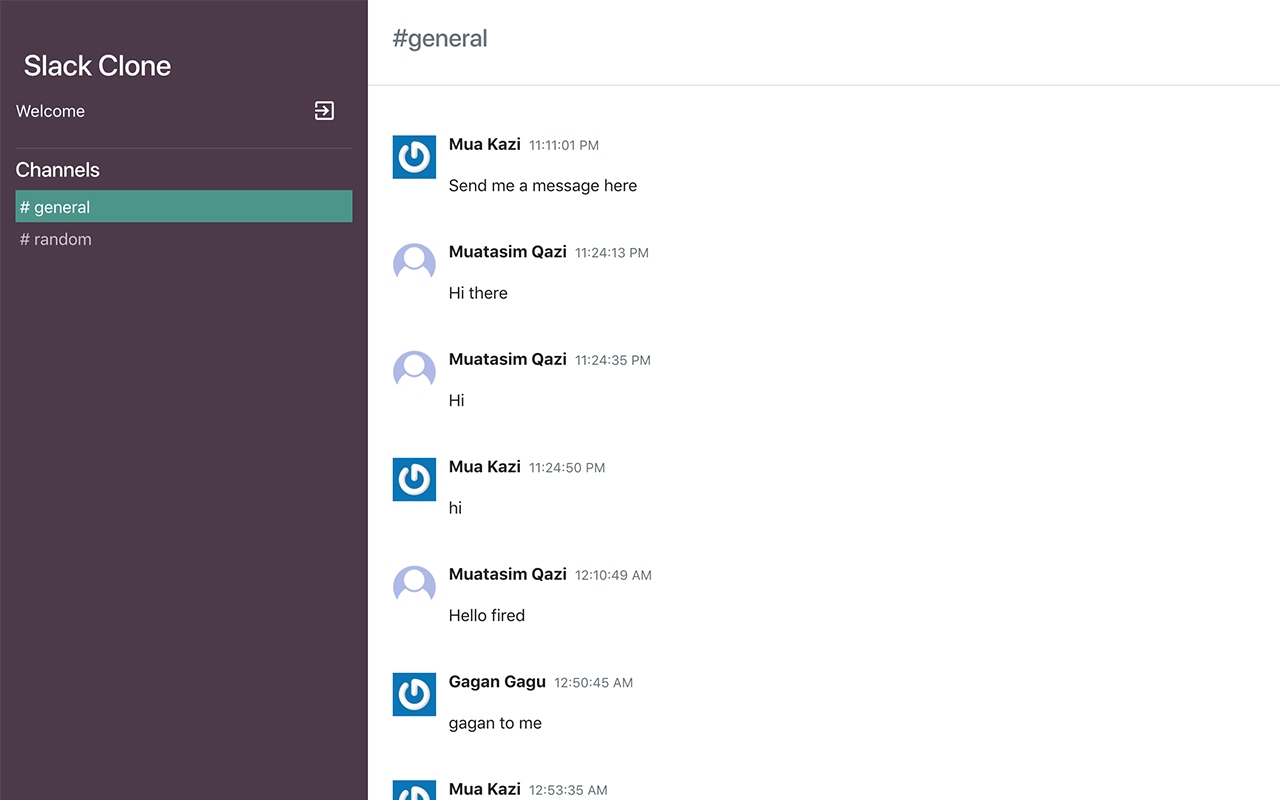 Slack Clone
Welcome
Channels
# general
# random
#general
Mua Kazi 11:11:01 PM
Send me a message here
Muatasim Qazi 11:24:13 PM
Hi there
Muatasim Qazi 11:24:35 PM
Hi
Mua Kazi 11:24:50 PM
hi
Muatasim Qazi 12:10:49 AM
Hello fired
Gagan Gagu 12:50:45 AM
gagan to me
Mua Kazi 12:53:35 AM